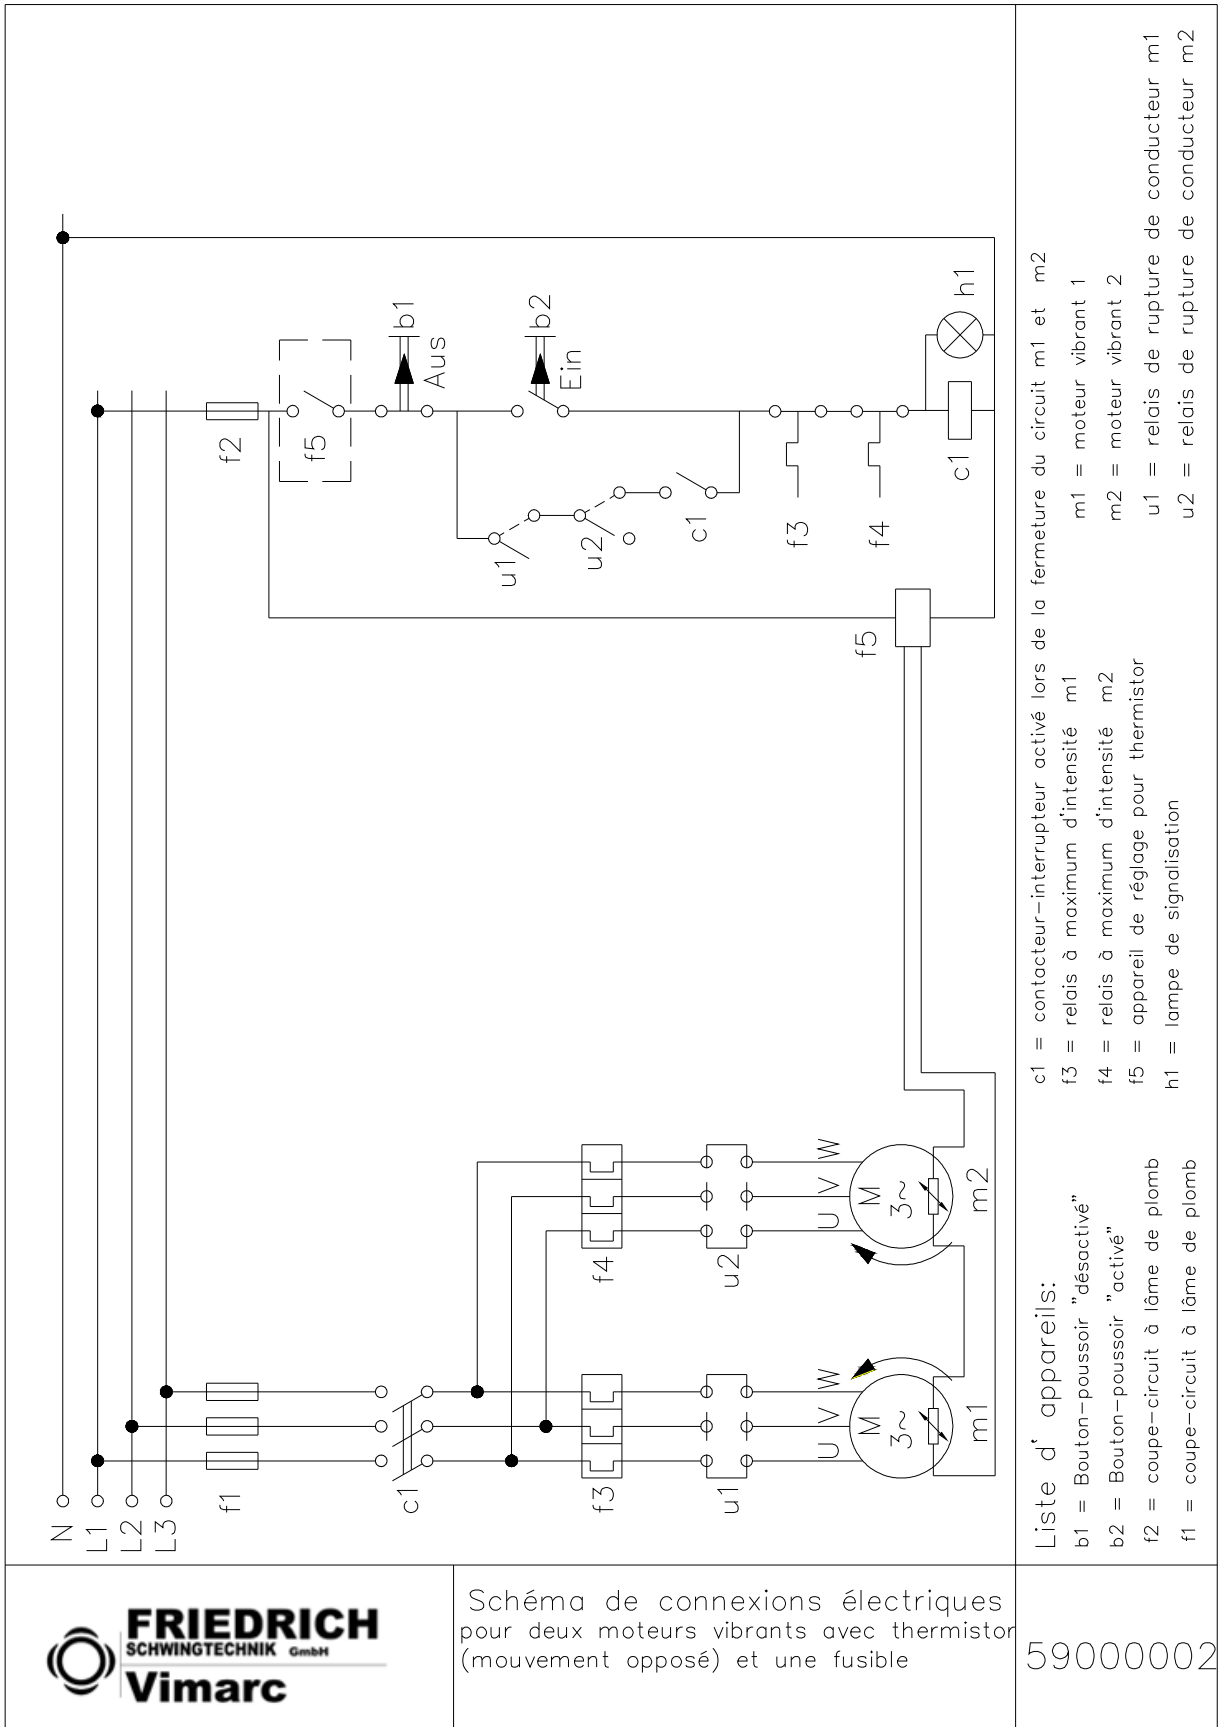 N
L1
L2
L3
f1
c1
f3
u1
U
V
W
M
3~
m1
f4
u2
U
V
W
M
3~
m2
f2
f5
b1
Aus
b2
Ein
u1
u2
c1
f3
f4
c1
h1
f5
Liste d' appareils:
b1 = Bouton-poussoir "désactivé"
b2 = Bouton-poussoir "activé"
f2 = coupe-circuit à lâme de plomb
f1 = coupe-circuit à lâme de plomb
c1 = contacteur-interrupteur activé lors de la fermeture du circuit m1 et m2
f3 = relais à maximum d'intensité m1
f4 = relais à maximum d'intensité m2
f5 = appareil de réglage pour thermistor
h1 = lampe de signalisation
m1 = moteur vibrant 1
m2 = moteur vibrant 2
u1 = relais de rupture de conducteur m1
u2 = relais de rupture de conducteur m2
FRIEDRICH
SCHWINGTECHNIK GmbH
Vimarc
Schéma de connexions électriques
pour deux moteurs vibrants avec thermistor
(mouvement opposé) et une fusible
59000002